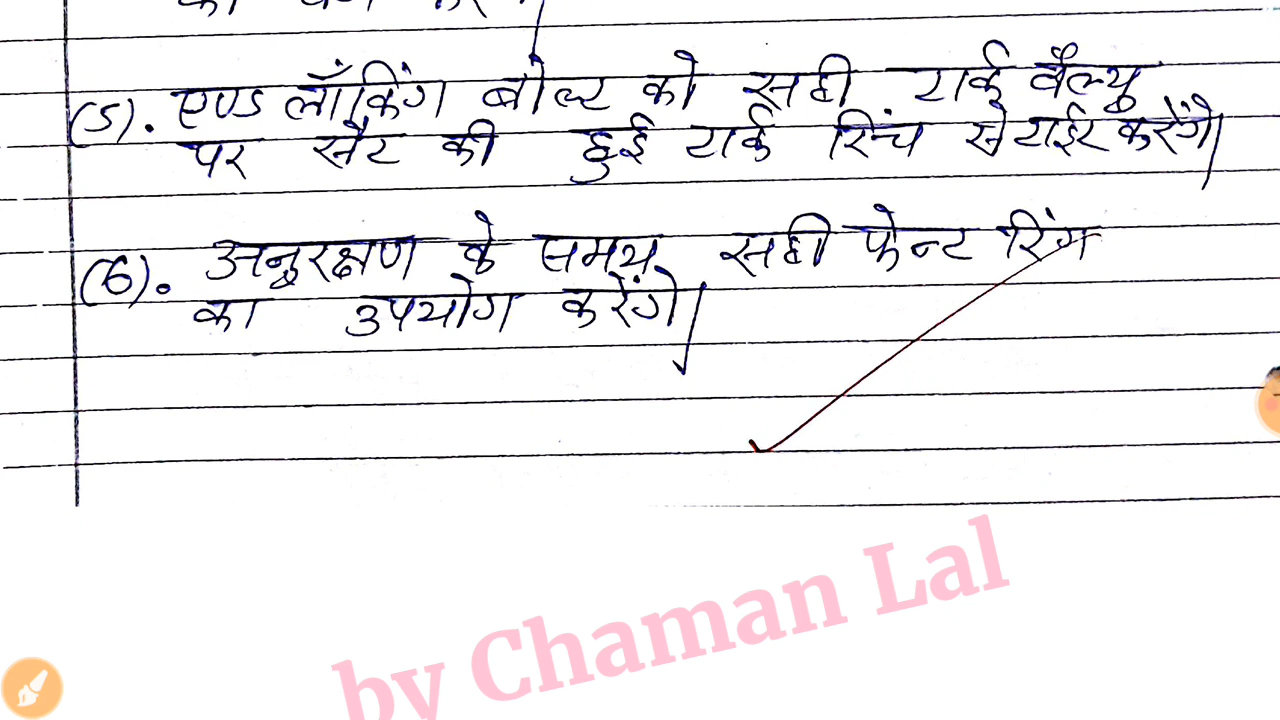 (5). एण्ड लॉकिंग बोल्ट को सही टार्क वैल्यु
पर सैट की हुई टार्क रिन्च से टाईट करेंगे।
(6). अनुरक्षण के समय सही फेन्ट रिंग
का उपयोग करेंगे।
by Chaman Lal